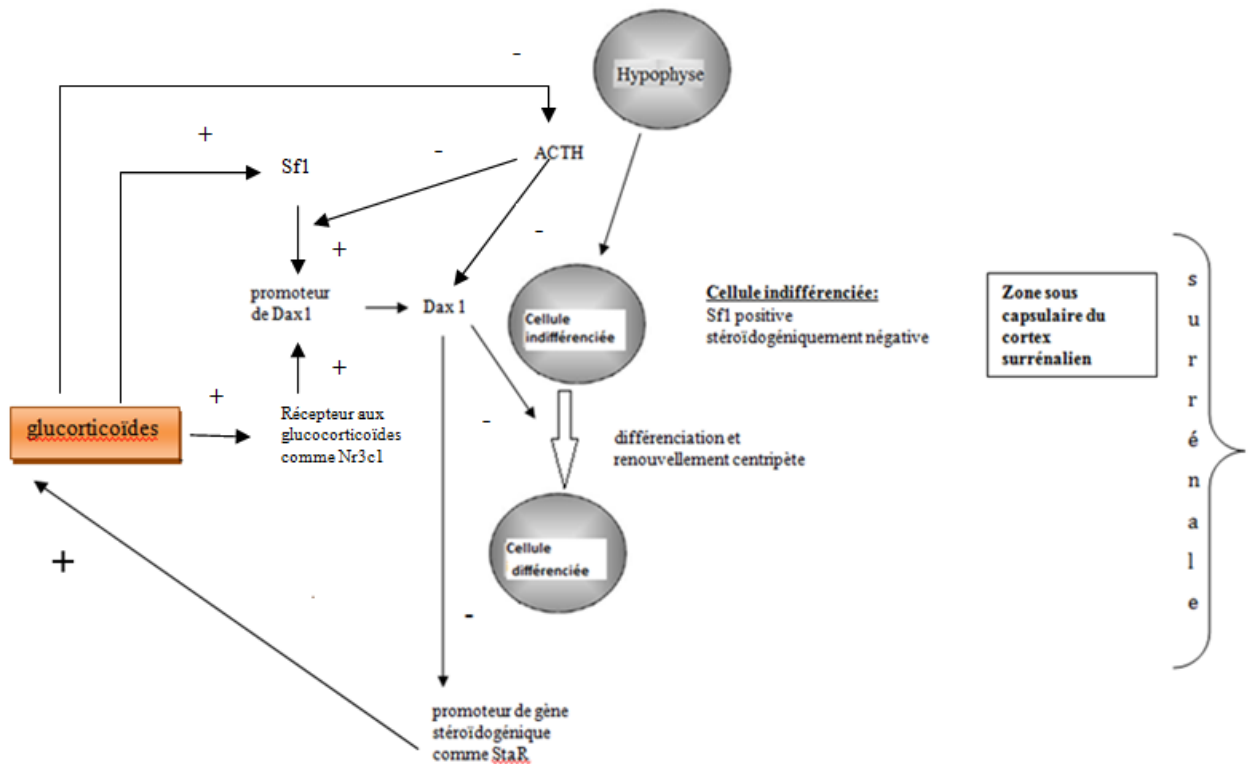 -
Hypophyse
+
Sf1
-
ACTH
-
+
promoteur
de Dax1
Dax 1
Cellule
indifférenciée
Cellule indifférenciée:
Sf1 positive
stéroïdogéniquement négative
Zone sous
capsulaire du
cortex
surrénalien
s
u
r
r
é
n
a
l
e
+
+
glucorticoïdes
Récepteur aux
glucocorticoïdes
comme Nr3c1
-
différenciation et
renouvellement centripète
Cellule
différenciée
+
-
promoteur de gène
stéroïdogénique
comme StaR